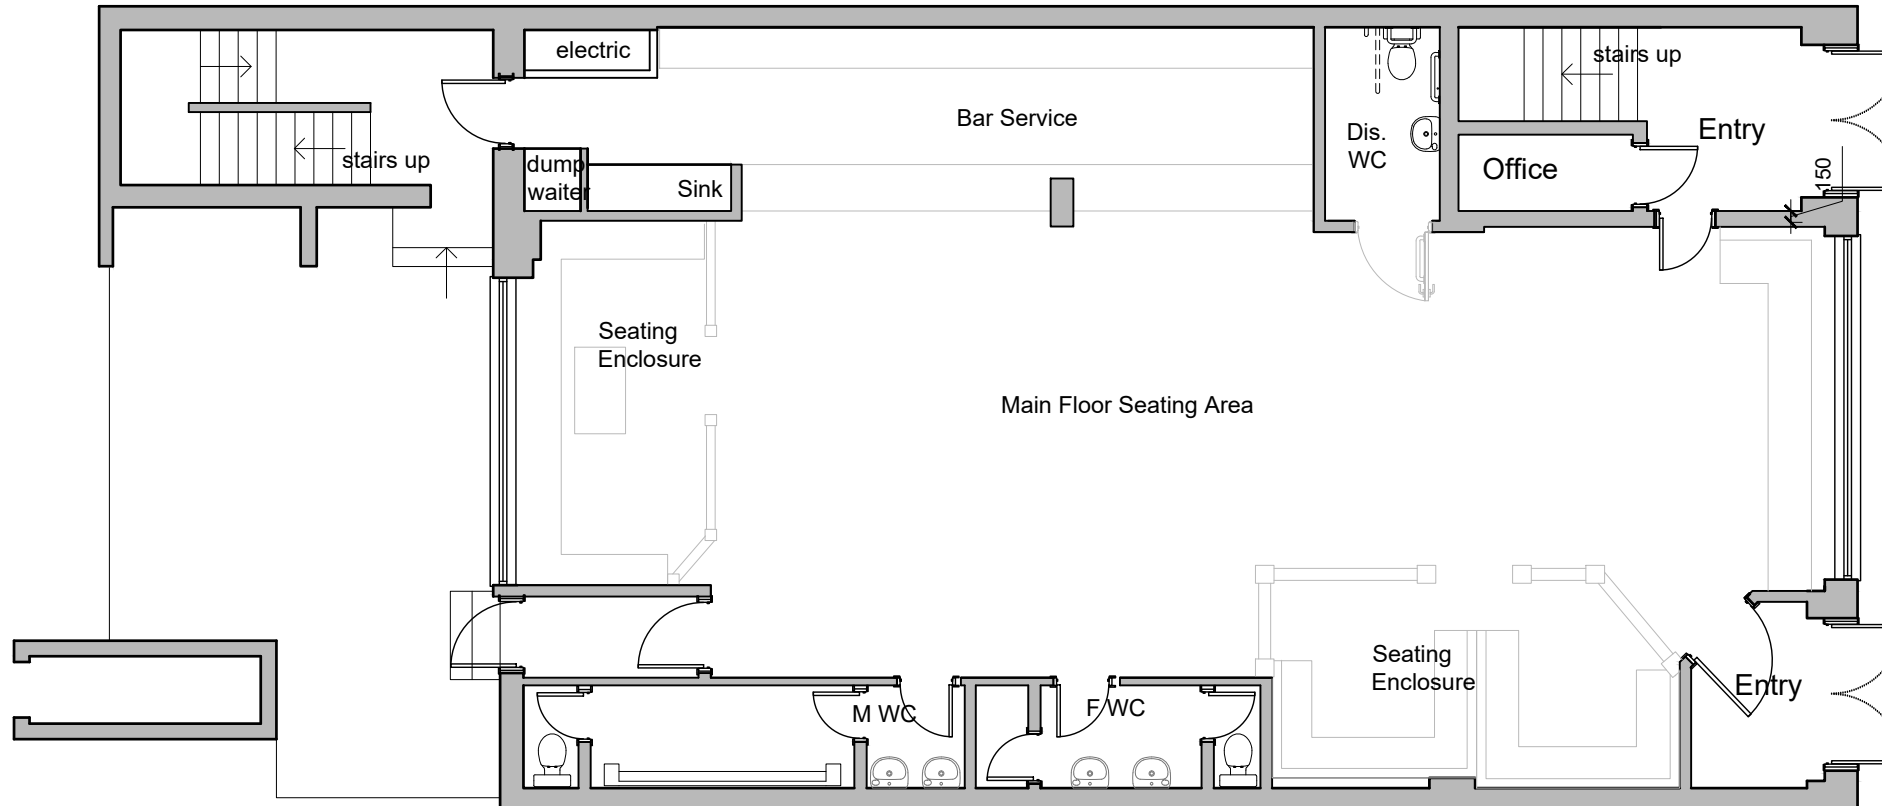 electric
stairs up
Bar Service
Dis.
WC
Entry
stairs up
dump
waiter
Sink
Office
150
Seating
Enclosure
Main Floor Seating Area
Seating
Enclosure
Entry
M WC
F WC